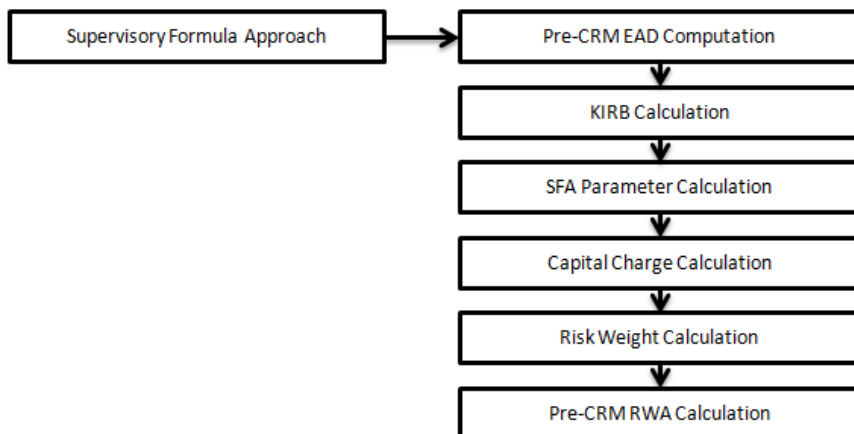 Supervisory Formula Approach
Pre-CRM EAD Computation
KIRB Calculation
SFA Parameter Calculation
Capital Charge Calculation
Risk Weight Calculation
Pre-CRM RWA Calculation